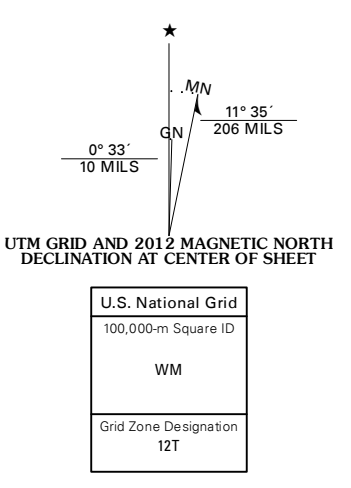 ★
MN
11° 35´
206 MILS
GN
0° 33´
10 MILS
UTM GRID AND 2012 MAGNETIC NORTH
DECLINATION AT CENTER OF SHEET
U.S. National Grid
100,000-m Square ID
WM
Grid Zone Designation
12T